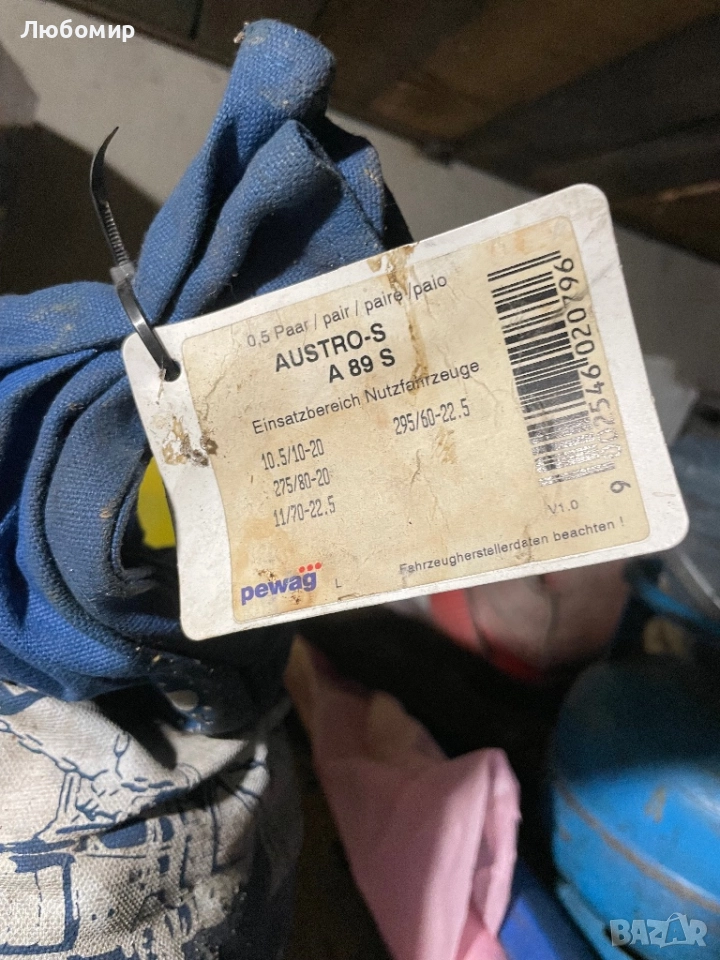 Любомир
0,5 Paar / pair / paire / paio
AUSTRO-S
A 89 S
Einsatzbereich Nutzfahrzeuge
10.5/10-20
295/60-22.5
275/80-20
11/70-22.5
V1.0
pewag
L
Fahrzeugherstellerdaten beachten !
BAZAR